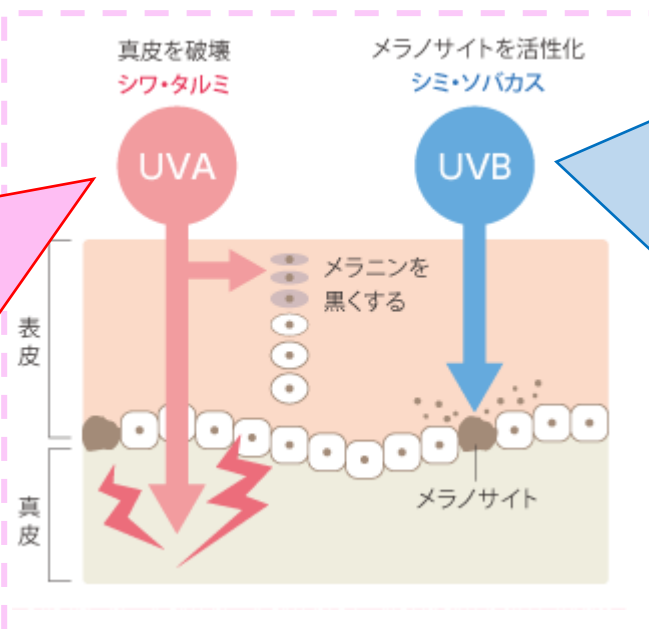 真皮を破壊
シワ・タルミ
メラノサイトを活性化
シミ・ソバカス
UVA
UVB
メラニンを
黒くする
表皮
メラノサイト
真皮